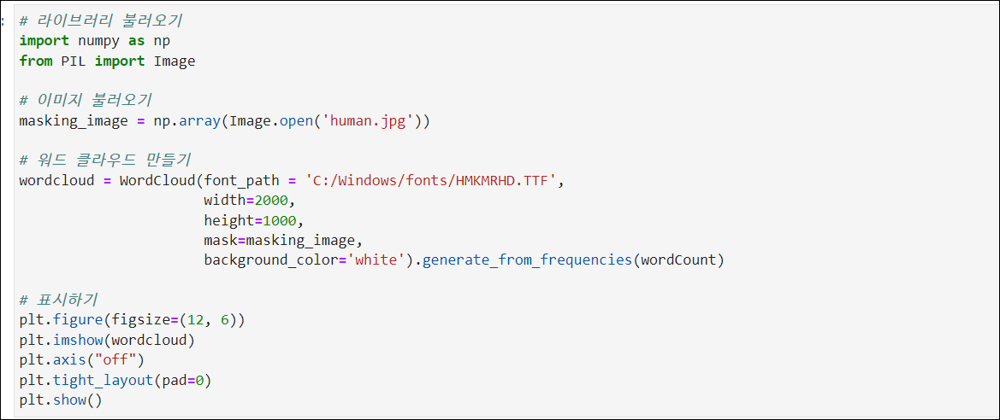 :
# 라이브러리 불러오기
import numpy as np
from PIL import Image
# 이미지 불러오기
masking_image = np.array(Image.open('human.jpg'))
# 워드 클라우드 만들기
wordcloud = WordCloud(font_path = 'C:/Windows/fonts/HMKMRHD.TTF',
width=2000,
height=1000,
mask=masking_image,
background_color='white').generate_from_frequencies(wordCount)
# 표시하기
plt.figure(figsize=(12, 6))
plt.imshow(wordcloud)
plt.axis("off")
plt.tight_layout(pad=0)
plt.show()